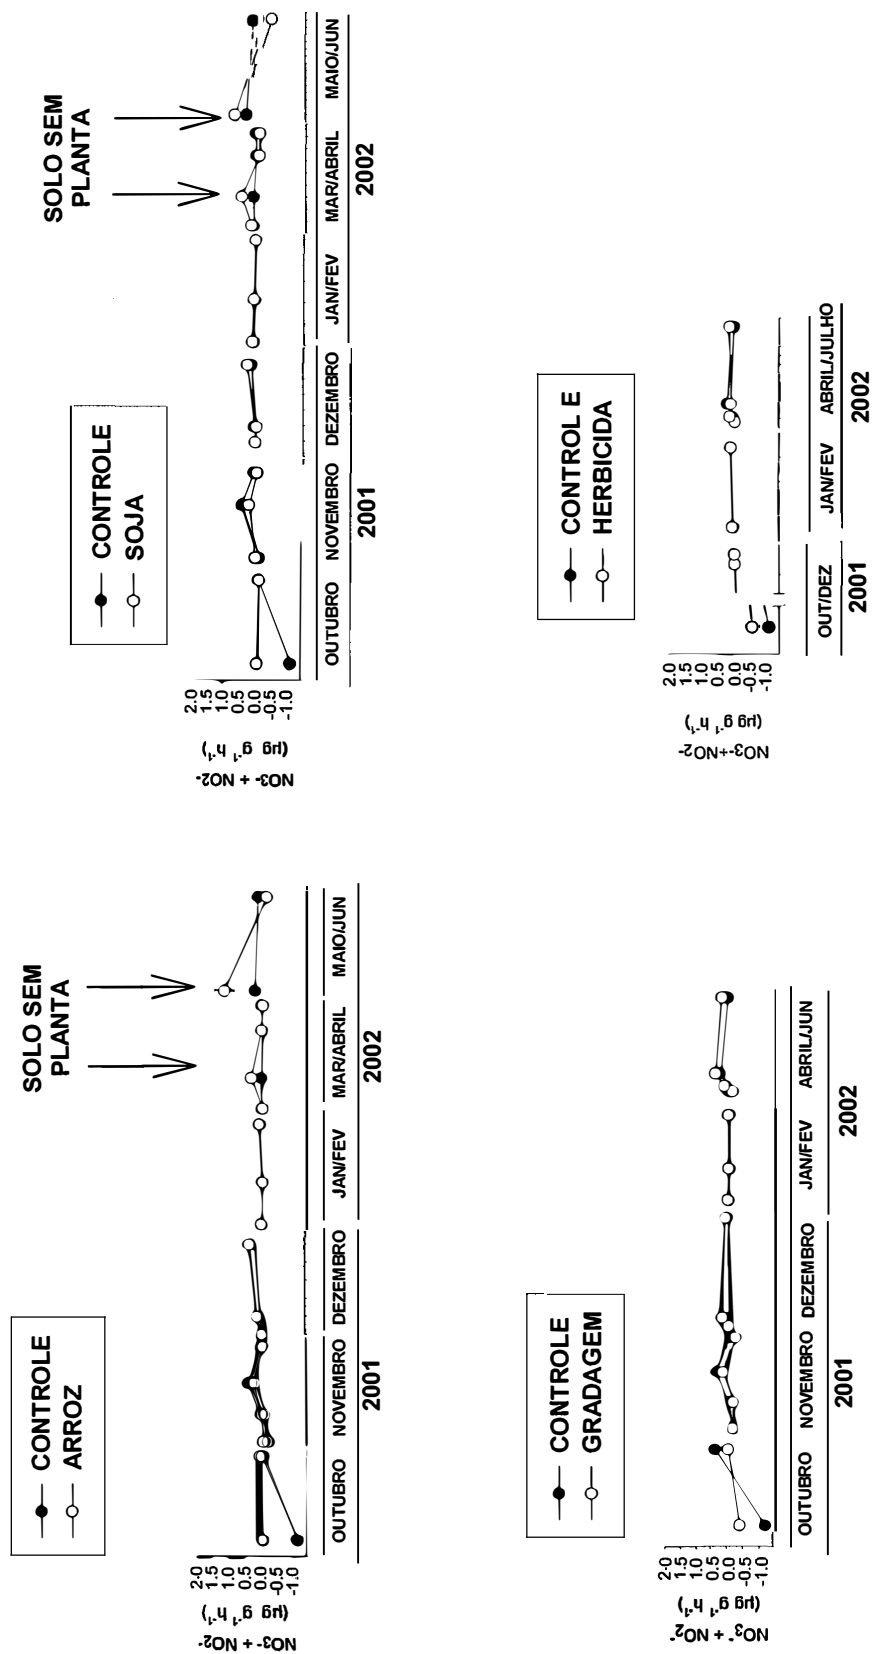 CONTROLE
ARROZ
SOLO SEM
PLANTA
NO3- + NO2-
(µg g-1 h-1)
2-0
1.5
1.0
0.5
0.0
-0.5
-1.0
OUTUBRO NOVEMBRO DEZEMBRO JAN/FEV MAR/ABRIL MAIO/JUN
2001 2002
CONTROLE
SOJA
SOLO SEM
PLANTA
NO3- + NO2-
(µg g-1 h-1)
2.0
1.5
1.0
0.5
0.0
-0.5
-1.0
OUTUBRO NOVEMBRO DEZEMBRO JAN/FEV MAR/ABRIL MAIO/JUN
2001 2002
CONTROLE
GRADAGEM
NO3- + NO2-
(µg g-1 h-1)
2-0
1.5
1.0
0.5
0.0
-0.5
-1.0
OUTUBRO NOVEMBRO DEZEMBRO JAN/FEV ABRIL/JUN
2001 2002
CONTROL E
HERBICIDA
NO3-+NO2-
(µg g-1 h-1)
2.0
1.5
1.0
0.5
0.0
-0.5
-1.0
OUT/DEZ JAN/FEV ABRIL/JULHO
2001 2002